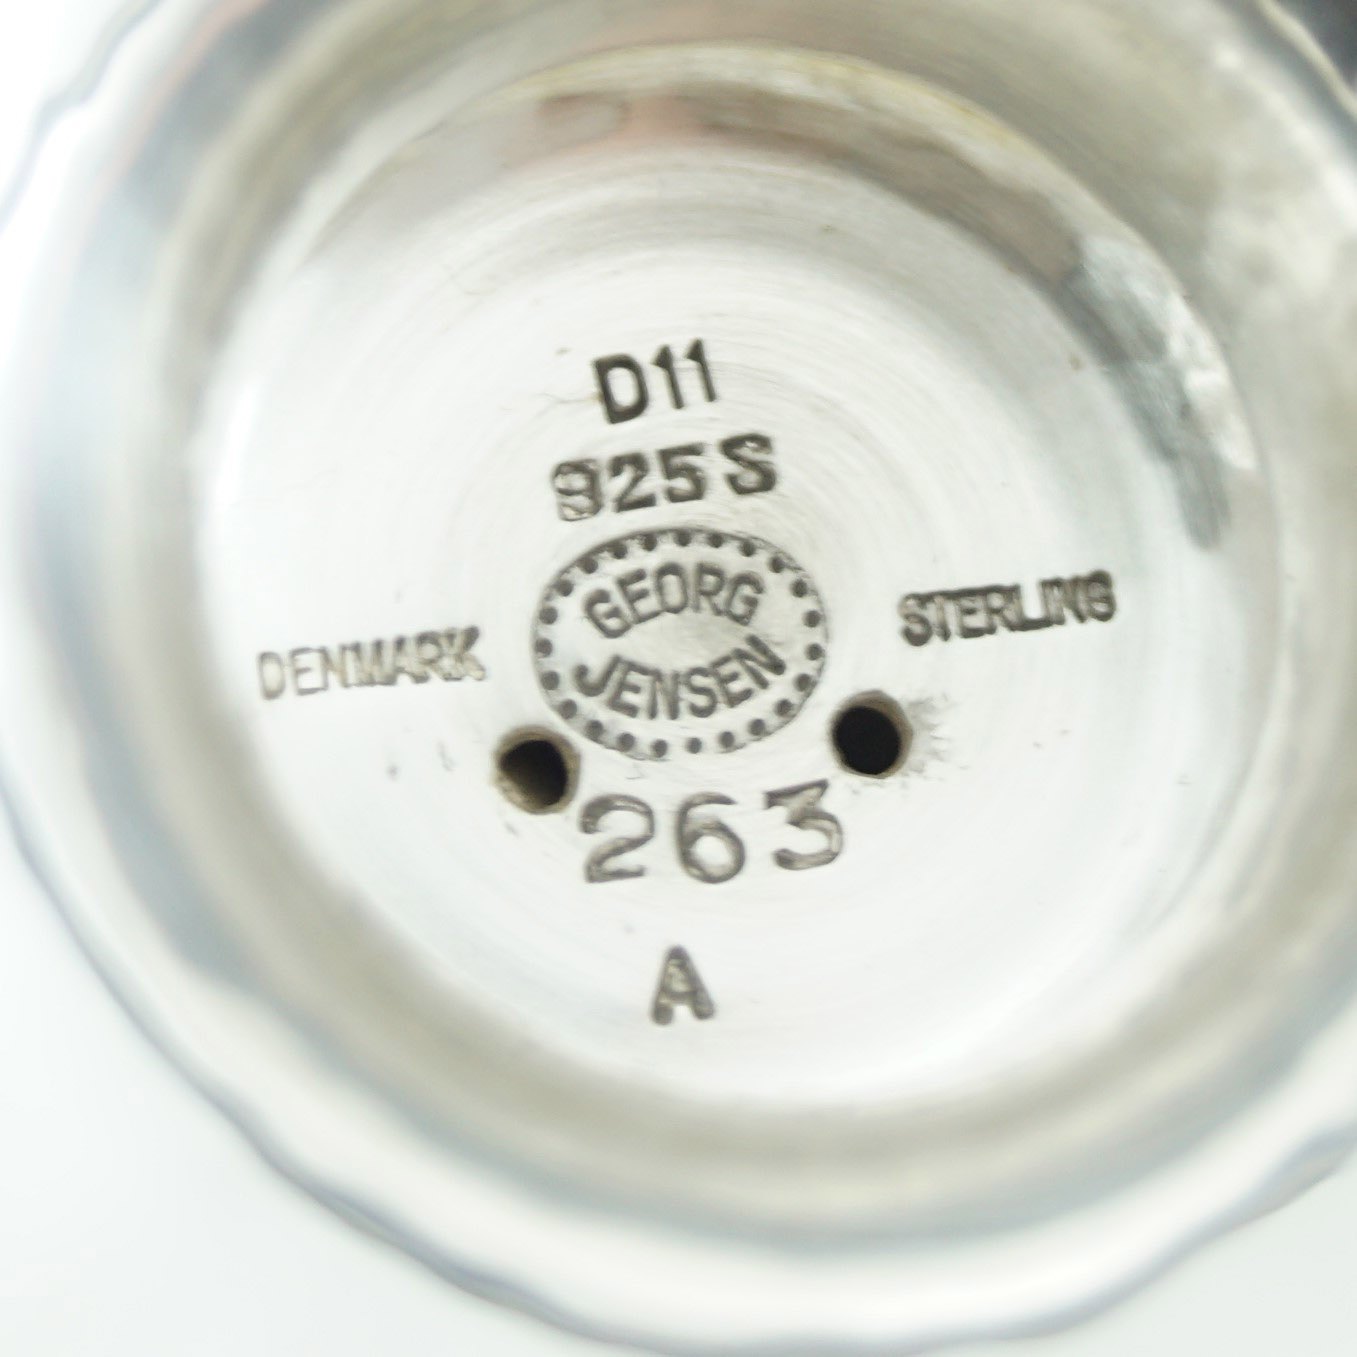 D11
925S
GEORG
JENSEN
DENMARK
STERLING
263
A